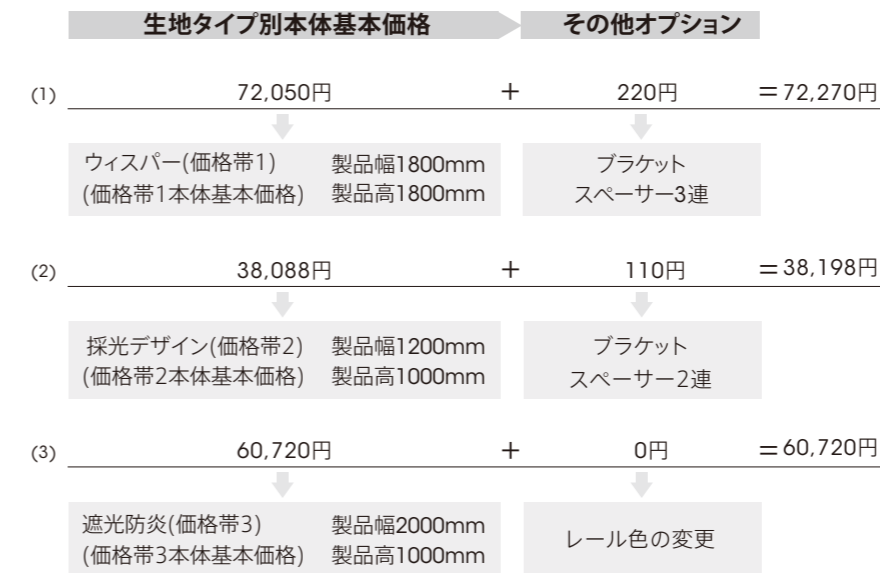 生地タイプ別本体基本価格 その他オプション
(1) 72,050円 + 220円 =72,270円
ウィスパー(価格帯1) 製品幅1800mm ブラケット
(価格帯1本体基本価格) 製品高1800mm スペーサー3連
(2) 38,088円 + 110円 =38,198円
採光デザイン(価格帯2) 製品幅1200mm ブラケット
(価格帯2本体基本価格) 製品高1000mm スペーサー2連
(3) 60,720円 + 0円 =60,720円
遮光防炎(価格帯3) 製品幅2000mm レール色の変更
(価格帯3本体基本価格) 製品高1000mm